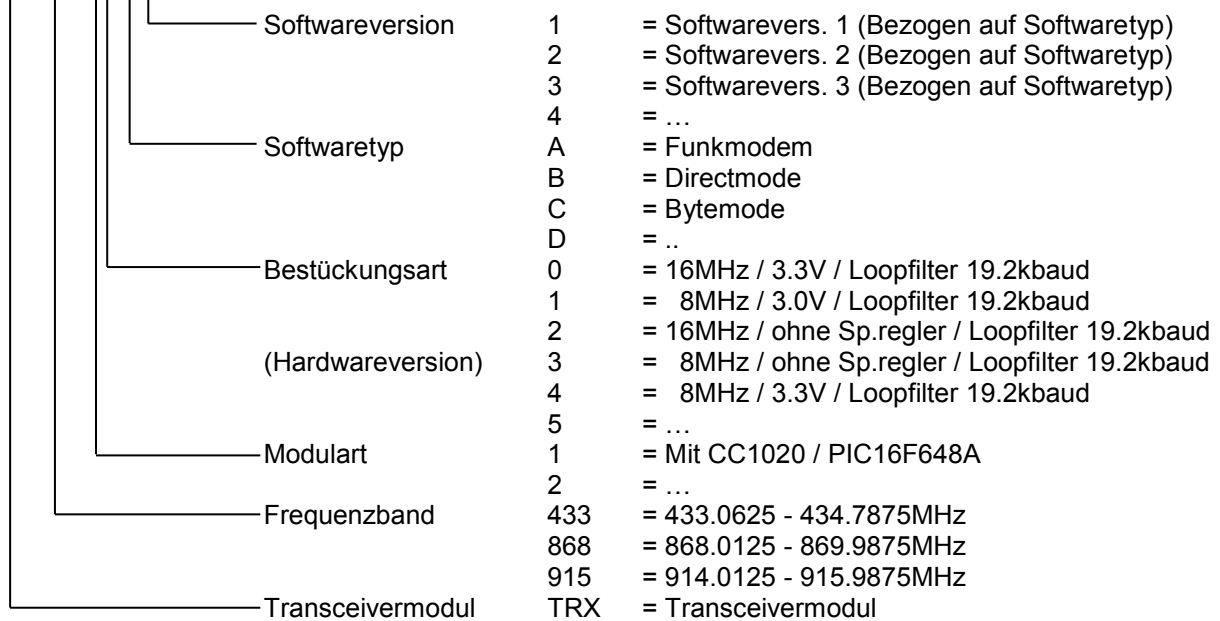 Softwareversion 1 = Softwarevers. 1 (Bezogen auf Softwaretyp)
2 = Softwarevers. 2 (Bezogen auf Softwaretyp)
3 = Softwarevers. 3 (Bezogen auf Softwaretyp)
4 = …
Softwaretyp A = Funkmodem
B = Directmode
C = Bytemode
D = ..
Bestückungsart 0 = 16MHz / 3.3V / Loopfilter 19.2kbaud
1 = 8MHz / 3.0V / Loopfilter 19.2kbaud
2 = 16MHz / ohne Sp.regler / Loopfilter 19.2kbaud
(Hardwareversion) 3 = 8MHz / ohne Sp.regler / Loopfilter 19.2kbaud
4 = 8MHz / 3.3V / Loopfilter 19.2kbaud
5 = …
Modulart 1 = Mit CC1020 / PIC16F648A
2 = …
Frequenzband 433 = 433.0625 - 434.7875MHz
868 = 868.0125 - 869.9875MHz
915 = 914.0125 - 915.9875MHz
Transceivermodul TRX = Transceivermodul